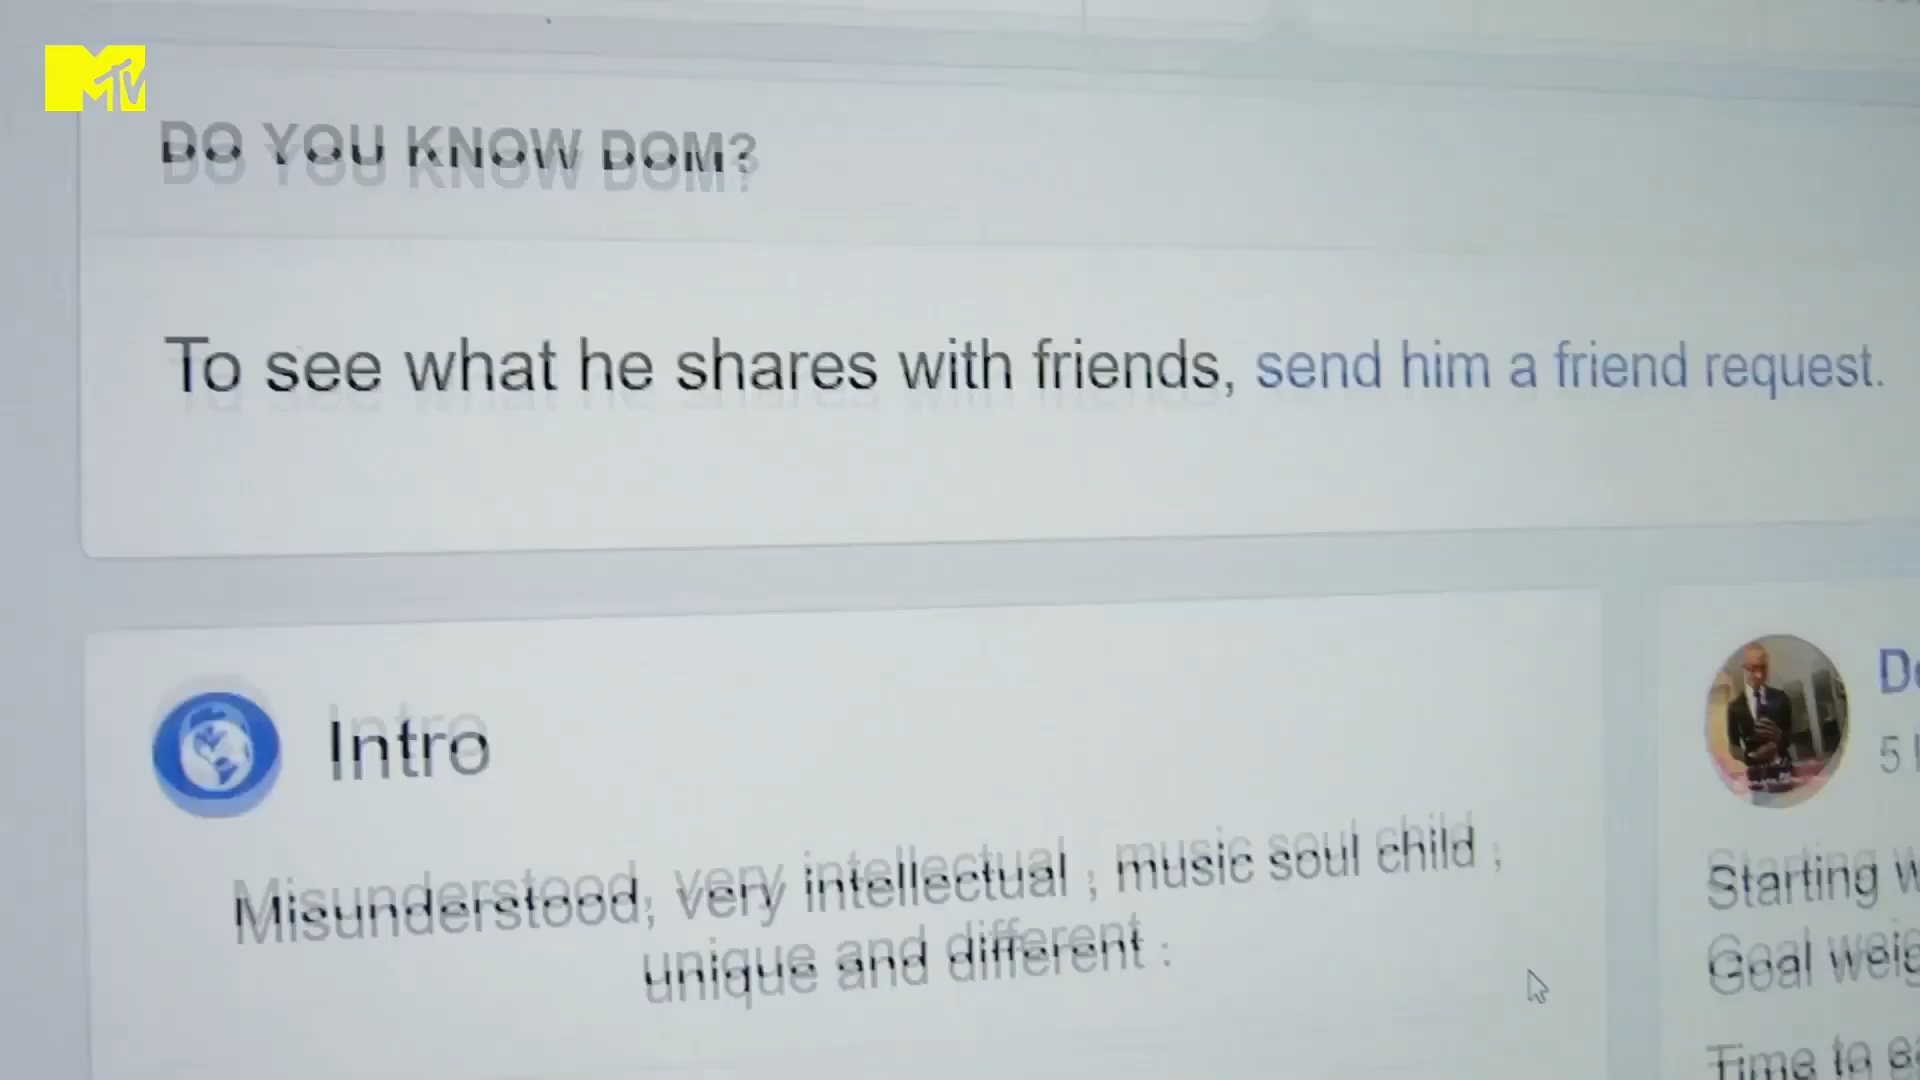 MTV
DO YOU KNOW DOM?
To see what he shares with friends, send him a friend request.
Intro
Misunderstood, very intellectual , music soul child ,
unique and different :
5
Starting
Goal
Time to